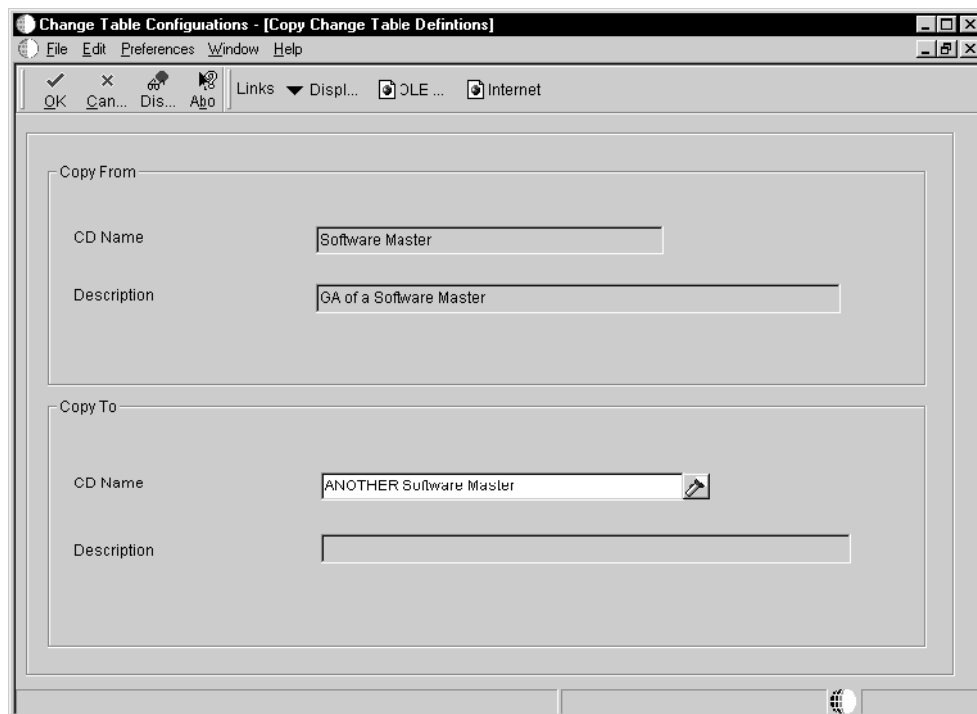 Change Table Configurations - [Copy Change Table Defintions]
File Edit Preferences Window Help
OK Can... Dis... Abo Links Displ... OLE ... Internet
Copy From
CD Name Software Master
Description GA of a Software Master
Copy To
CD Name ANOTHER Software Master
Description